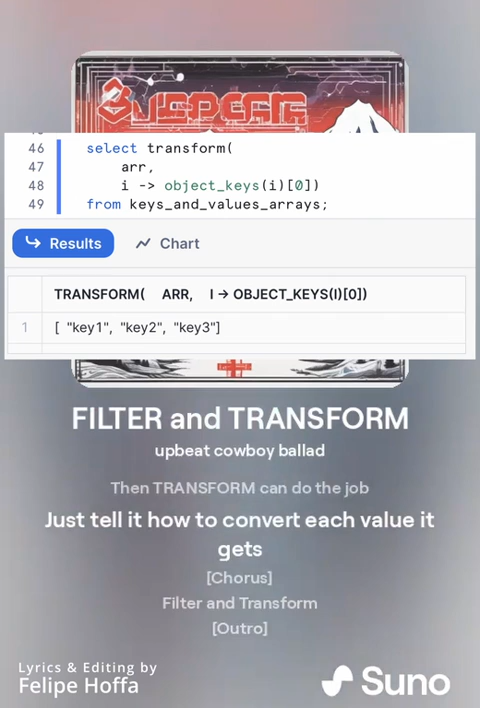 46 select transform(
47 arr,
48 i -> object_keys(i)[0])
49 from keys_and_values_arrays;
Results Chart
TRANSFORM( ARR, I → OBJECT_KEYS(I)[0])
1 [ "key1", "key2", "key3"]
FILTER and TRANSFORM
upbeat cowboy ballad
Then TRANSFORM can do the job
Just tell it how to convert each value it
gets
[Chorus]
Filter and Transform
[Outro]
Lyrics & Editing by
Felipe Hoffa
Suno